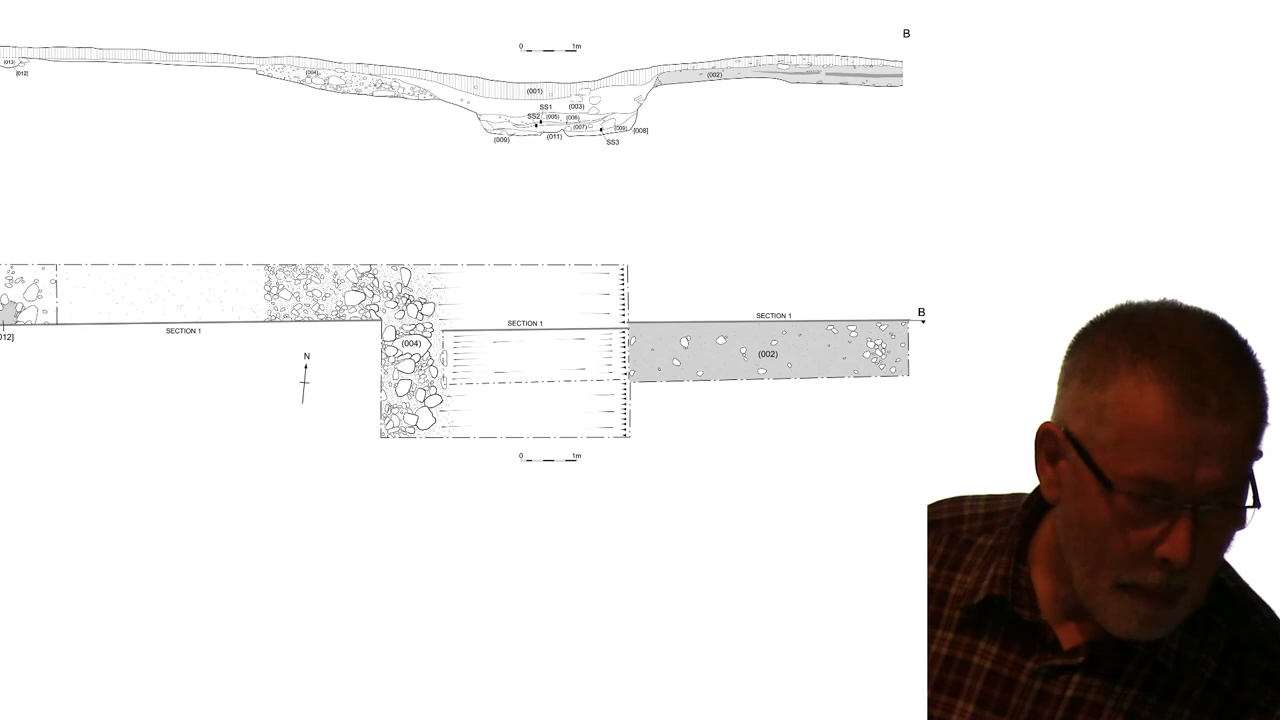 B
0 1m
(013)
[012]
(004)
(002)
(001)
SS1 (003)
SS2 (005) (006)
(007) (009) [008]
(009) (011) SS3
SECTION 1
SECTION 1
SECTION 1
B
012]
(004)
(002)
N
0 1m